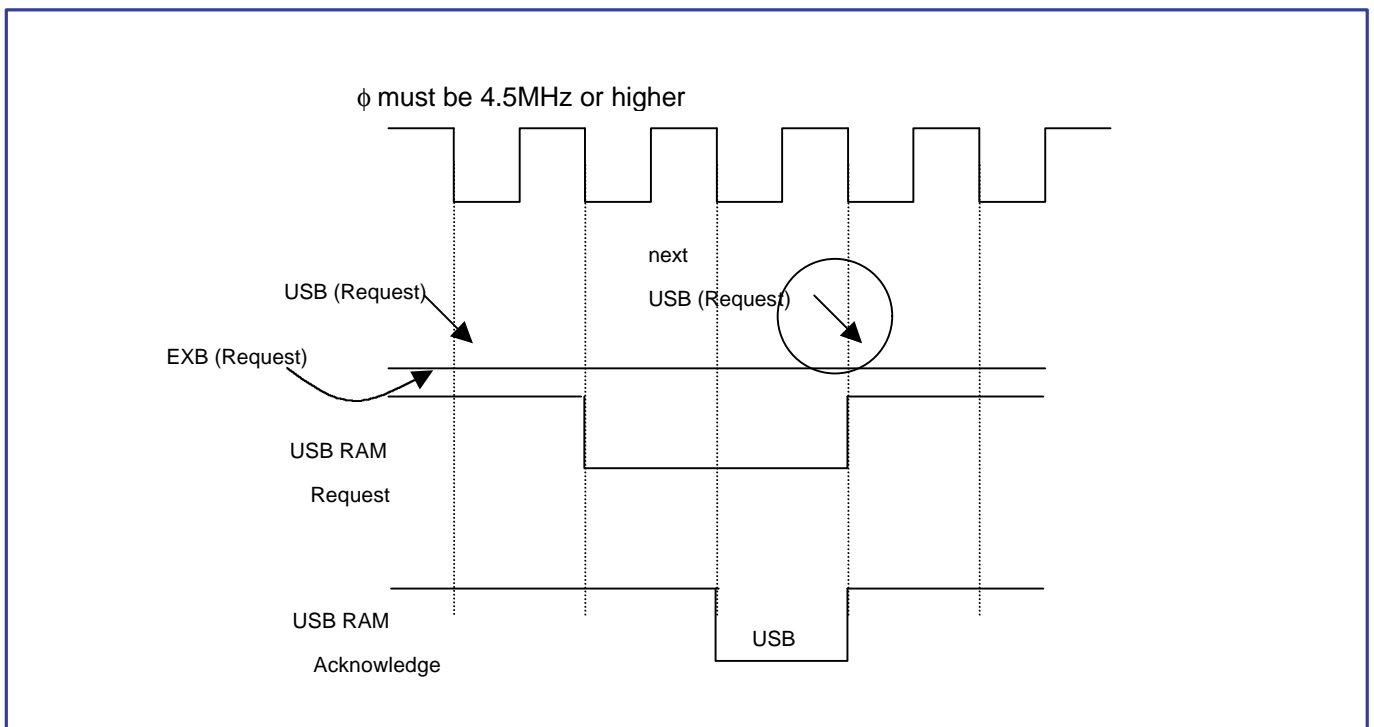 ϕ must be 4.5MHz or higher
next
USB (Request)
USB (Request)
EXB (Request)
USB RAM
Request
USB RAM
USB
Acknowledge